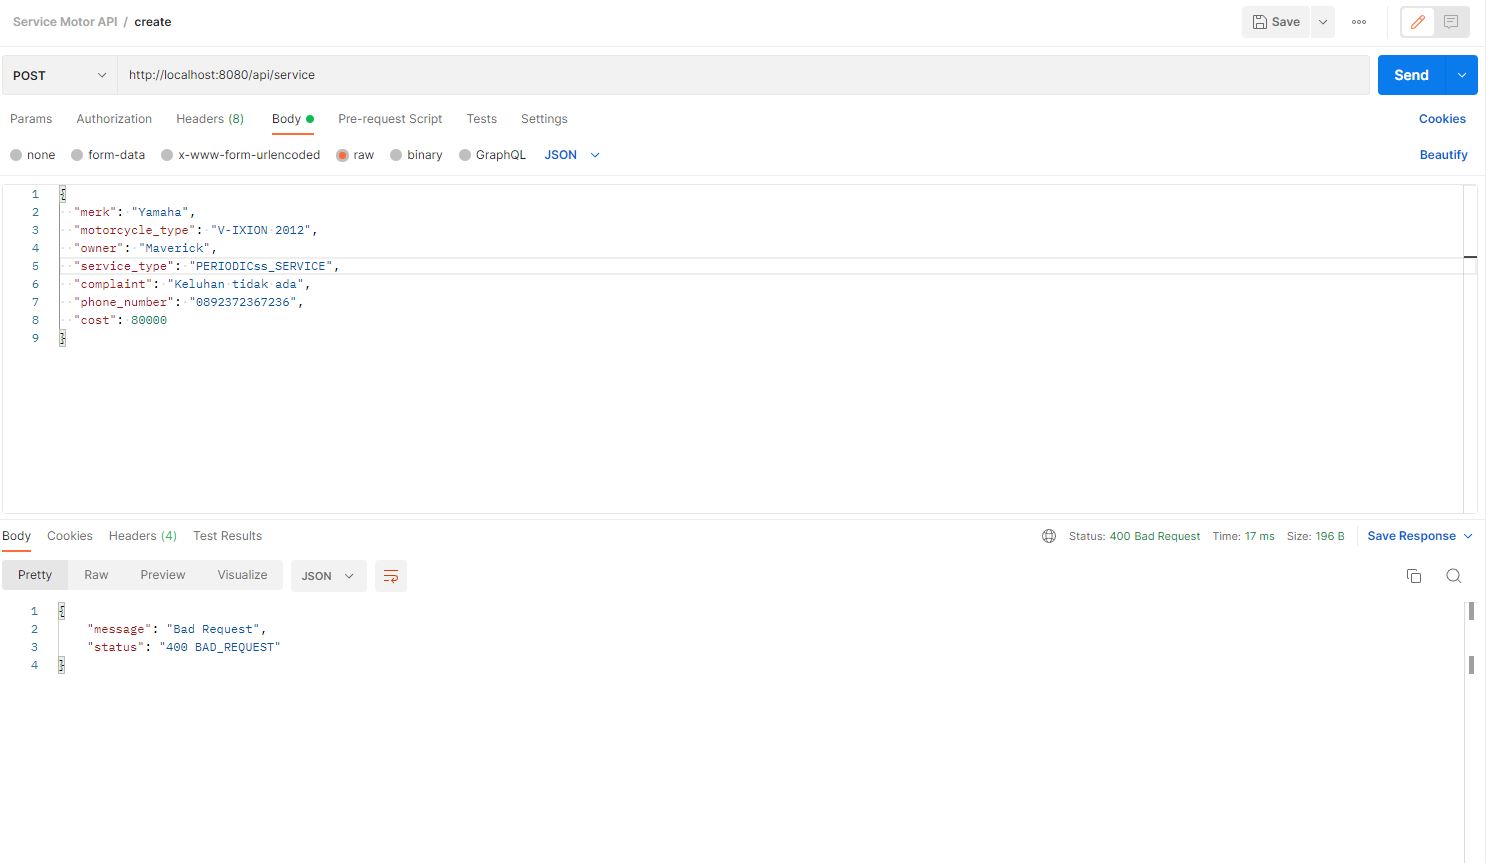 Service Motor API / create
Save
POST
http://localhost:8080/api/service
Send
Params Authorization Headers (8) Body Pre-request Script Tests Settings Cookies
none form-data x-www-form-urlencoded raw binary GraphQL JSON Beautify
1 {
2 "merk": "Yamaha",
3 "motorcycle_type": "V-IXION 2012",
4 "owner": "Maverick",
5 "service_type": "PERIODICss_SERVICE",
6 "complaint": "Keluhan tidak ada",
7 "phone_number": "0892372367236",
8 "cost": 80000
9 }
Body Cookies Headers (4) Test Results Status: 400 Bad Request Time: 17 ms Size: 196 B Save Response
Pretty Raw Preview Visualize JSON
1 {
2 "message": "Bad Request",
3 "status": "400 BAD_REQUEST"
4 }